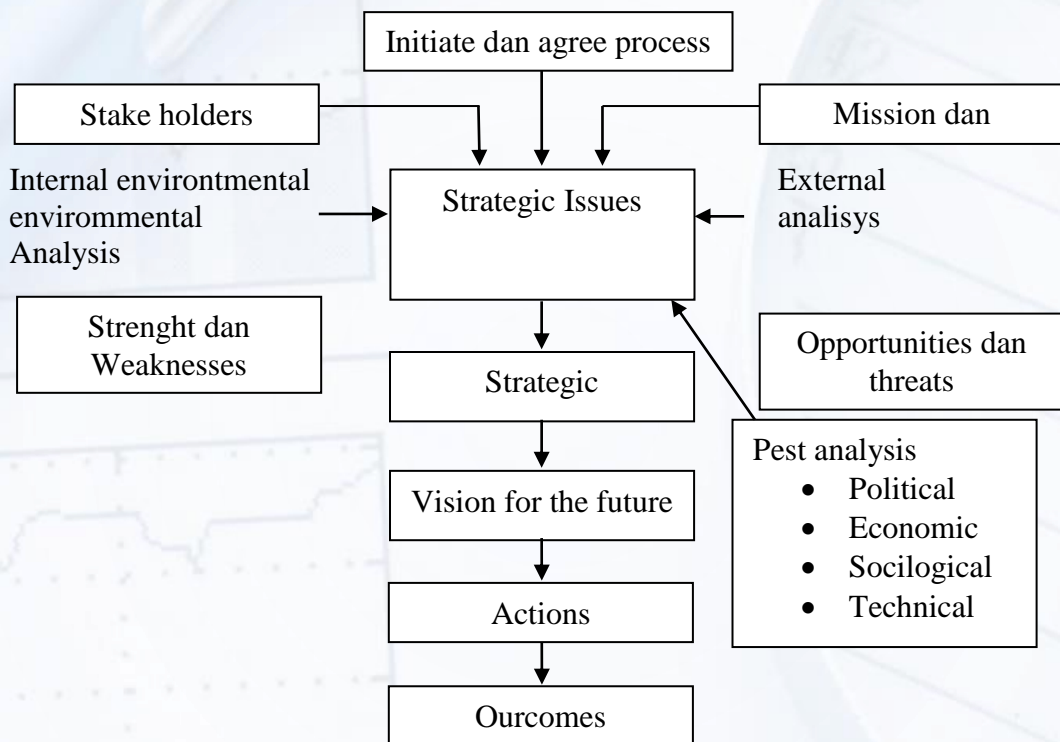 Initiate dan agree process
Stake holders
Mission dan
Internal environtmental
envirommental
Analysis
Strategic Issues
External
analisys
Strenght dan
Weaknesses
Opportunities dan
threats
Strategic
Pest analysis
• Political
• Economic
• Socilogical
• Technical
Vision for the future
Actions
Ourcomes